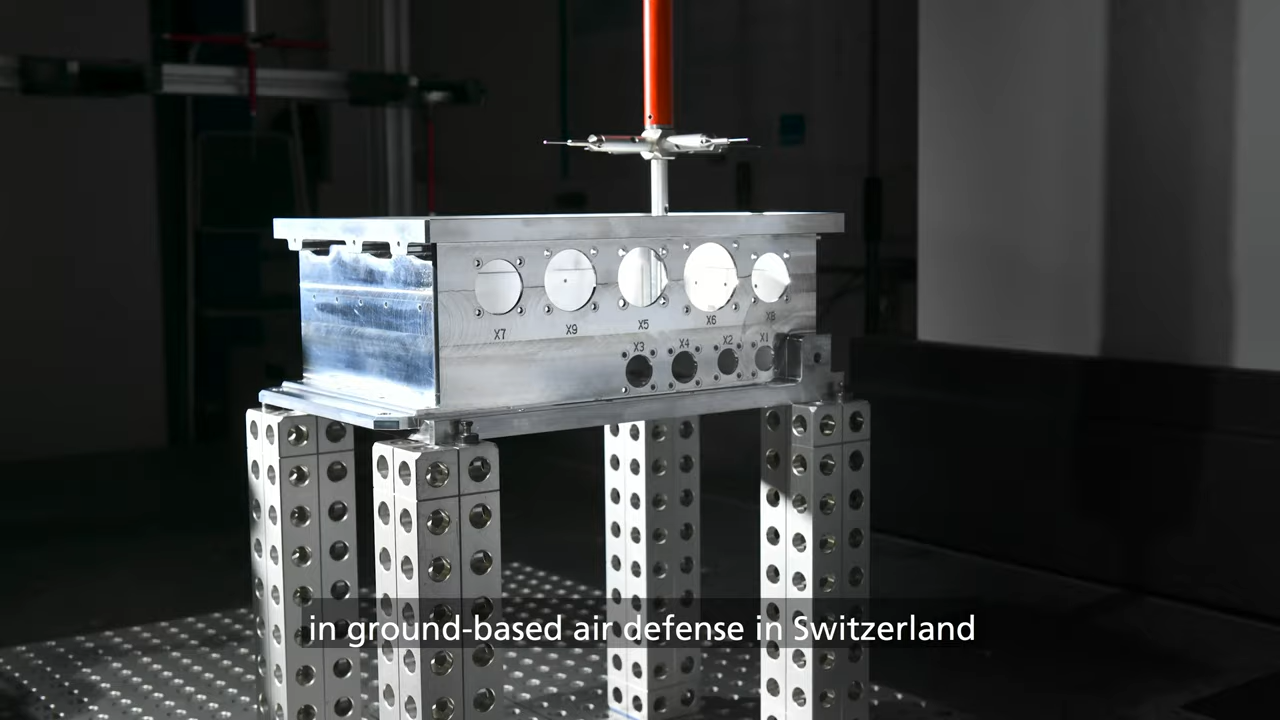 X7 X9 X5 X6 X8
X3 X4 X2 X1
in ground-based air defense in Switzerland